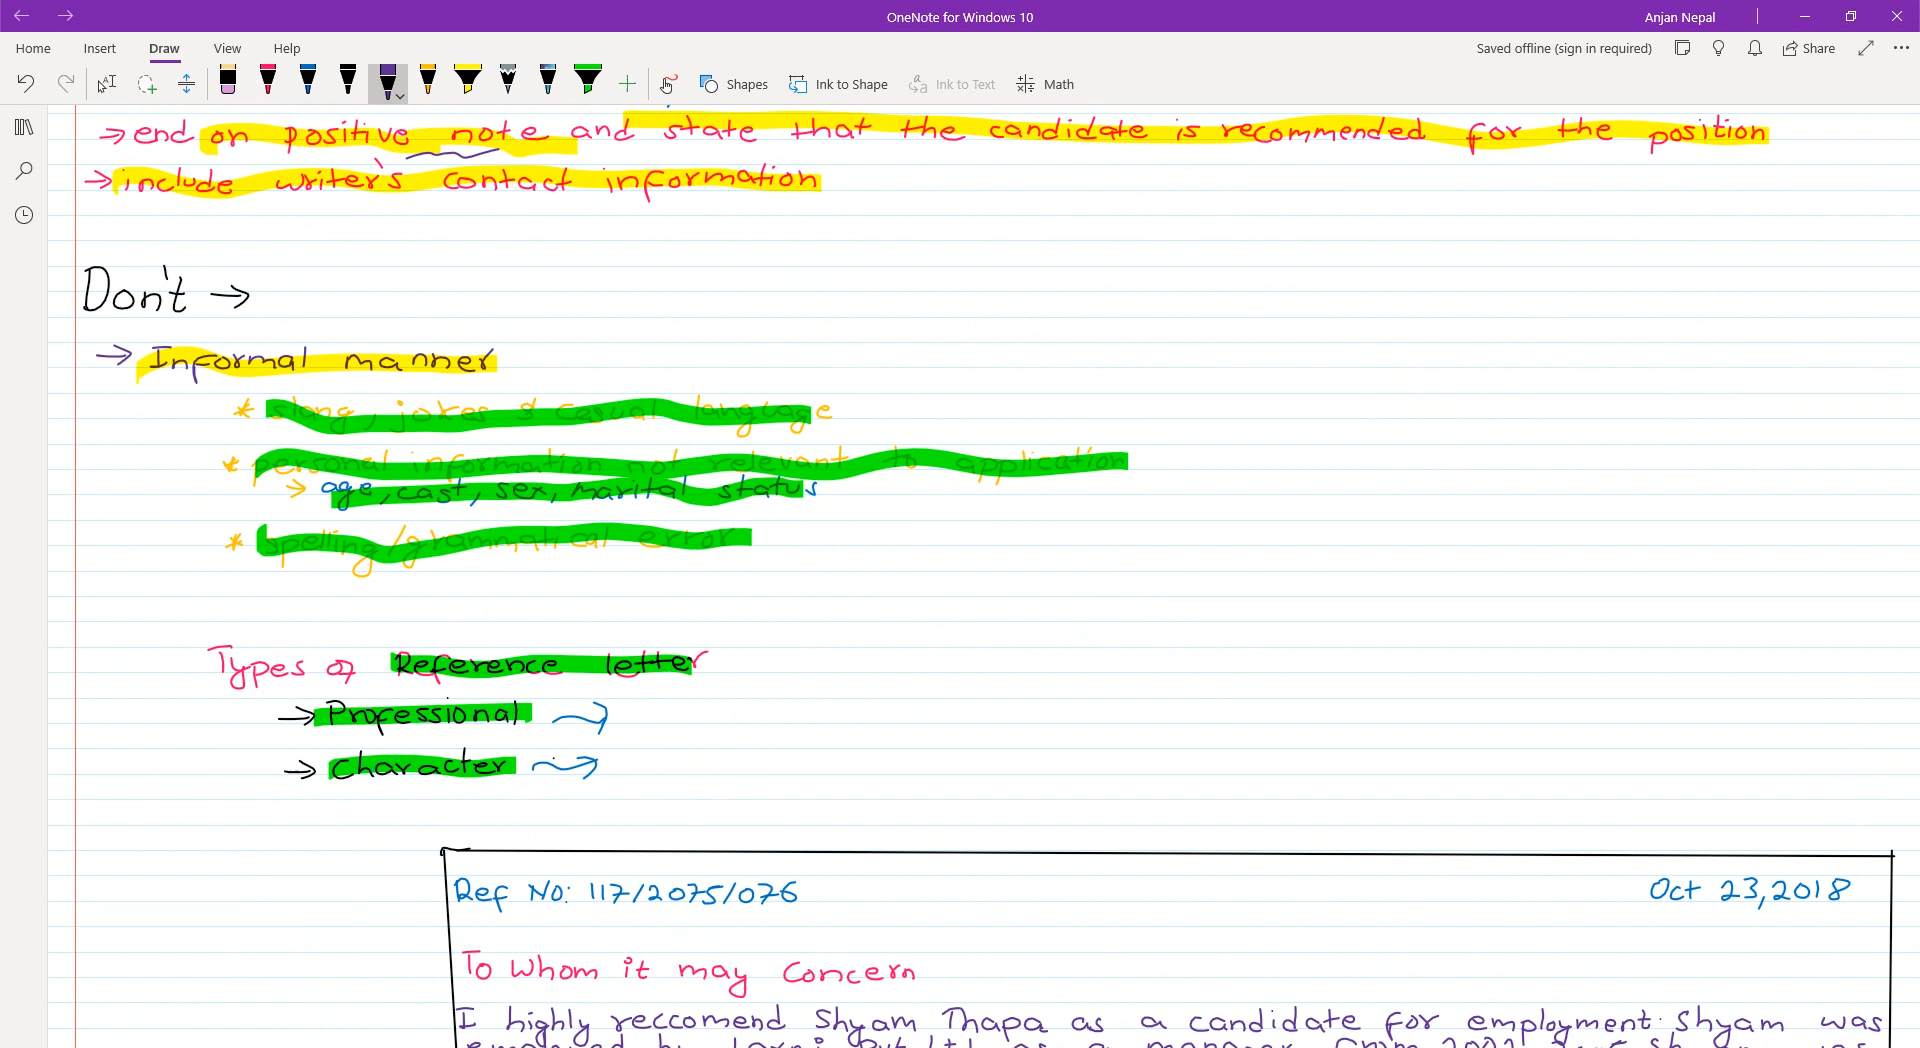 OneNote for Windows 10
Anjan Nepal
Home Insert Draw View Help
Saved offline (sign in required)
Share
Shapes
Ink to Shape
Ink to Text
Math
→ end on positive note and state that the candidate is recommended for the position
→ include writer's contact information
Don't →
→ Informal manner
* slang, jokes & casual language
* personal information not relevant to application
→ age, cast, sex, marital status
* spelling/grammatical error
Types of Reference letter
→ Professional
→ Character
Ref No: 117/2075/076 Oct 23, 2018
To Whom it may Concern
I highly reccomend Shyam Thapa as a candidate for employment. Shyam was
as a manager from 2002